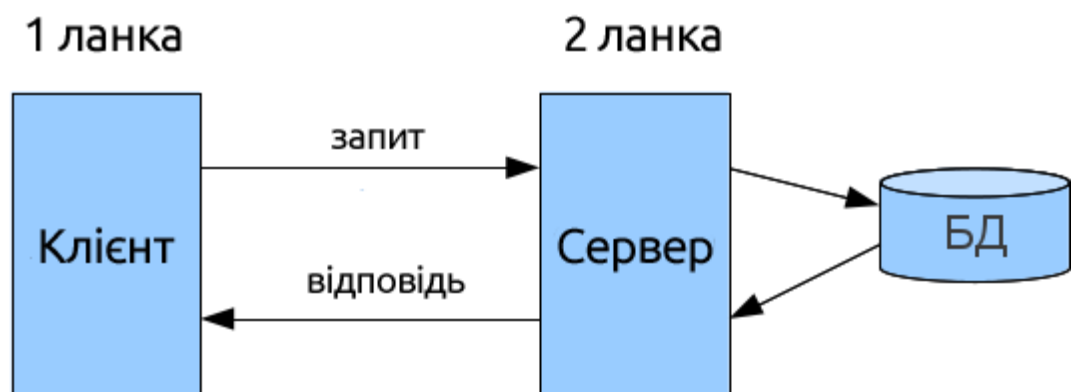 1 ланка
2 ланка
запит
Клієнт
Сервер
БД
відповідь